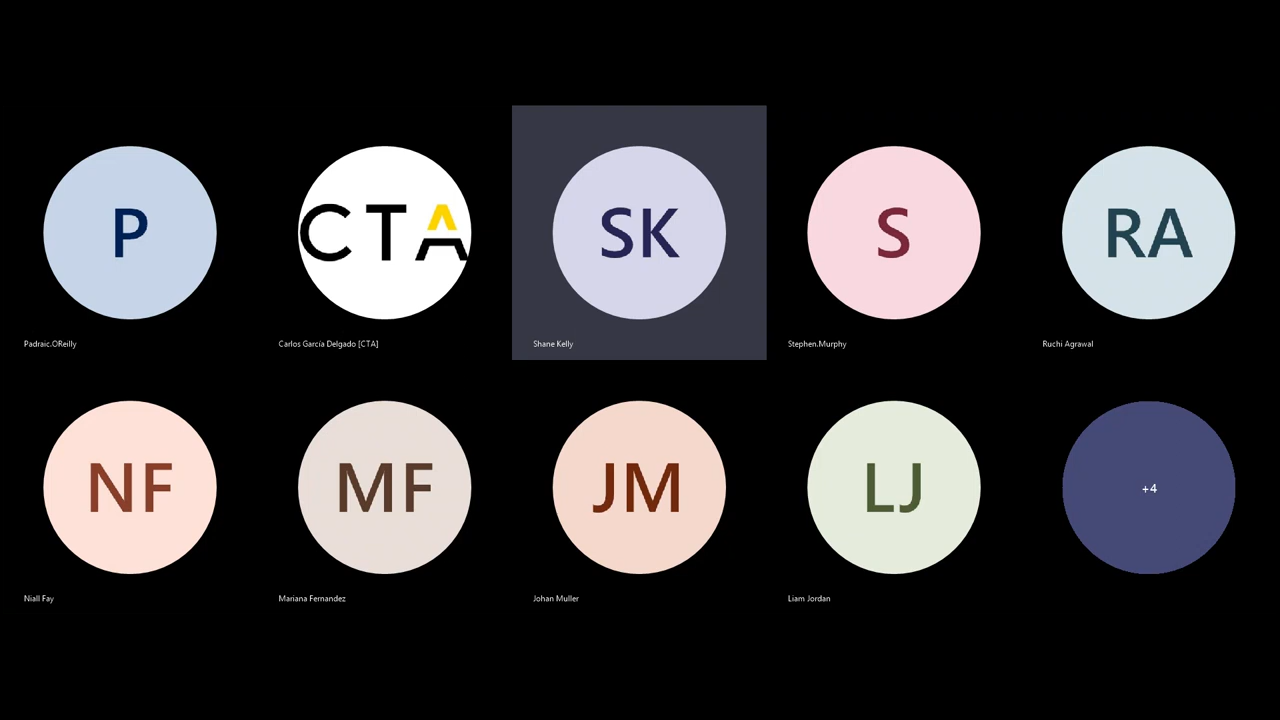 P
CTA
SK
S
RA
Padraic.OReilly
Carlos García Delgado [CTA]
Shane Kelly
Stephen.Murphy
Ruchi Agrawal
NF
MF
JM
LJ
+4
Niall Fay
Mariana Fernandez
Johan Muller
Liam Jordan